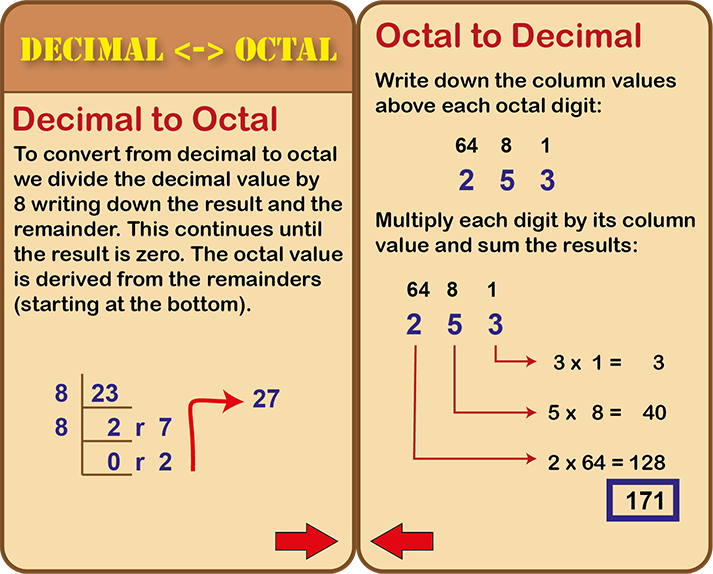 DECIMAL <-> OCTAL
Decimal to Octal
To convert from decimal to octal
we divide the decimal value by
8 writing down the result and the
remainder. This continues until
the result is zero. The octal value
is derived from the remainders
(starting at the bottom).
8 23
8 2 r 7
0 r 2
27
Octal to Decimal
Write down the column values
above each octal digit:
64 8 1
2 5 3
Multiply each digit by its column
value and sum the results:
64 8 1
2 5 3
3 x 1 = 3
5 x 8 = 40
2 x 64 = 128
171